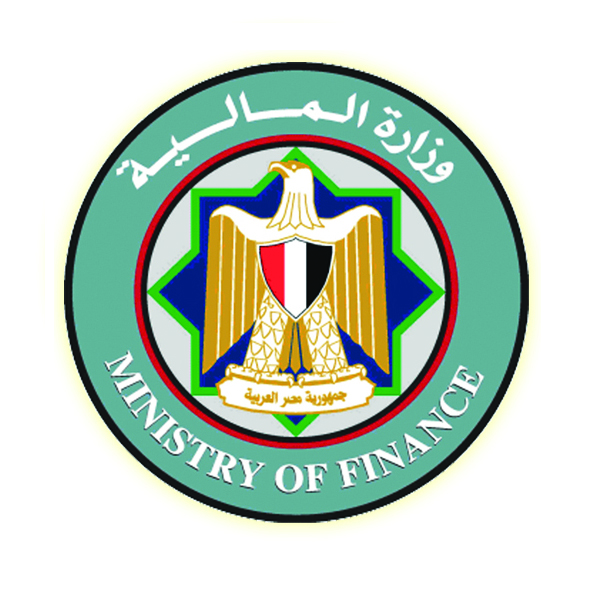 وزارة المالية
جمهورية مصر العربية
MINISTRY OF FINANCE